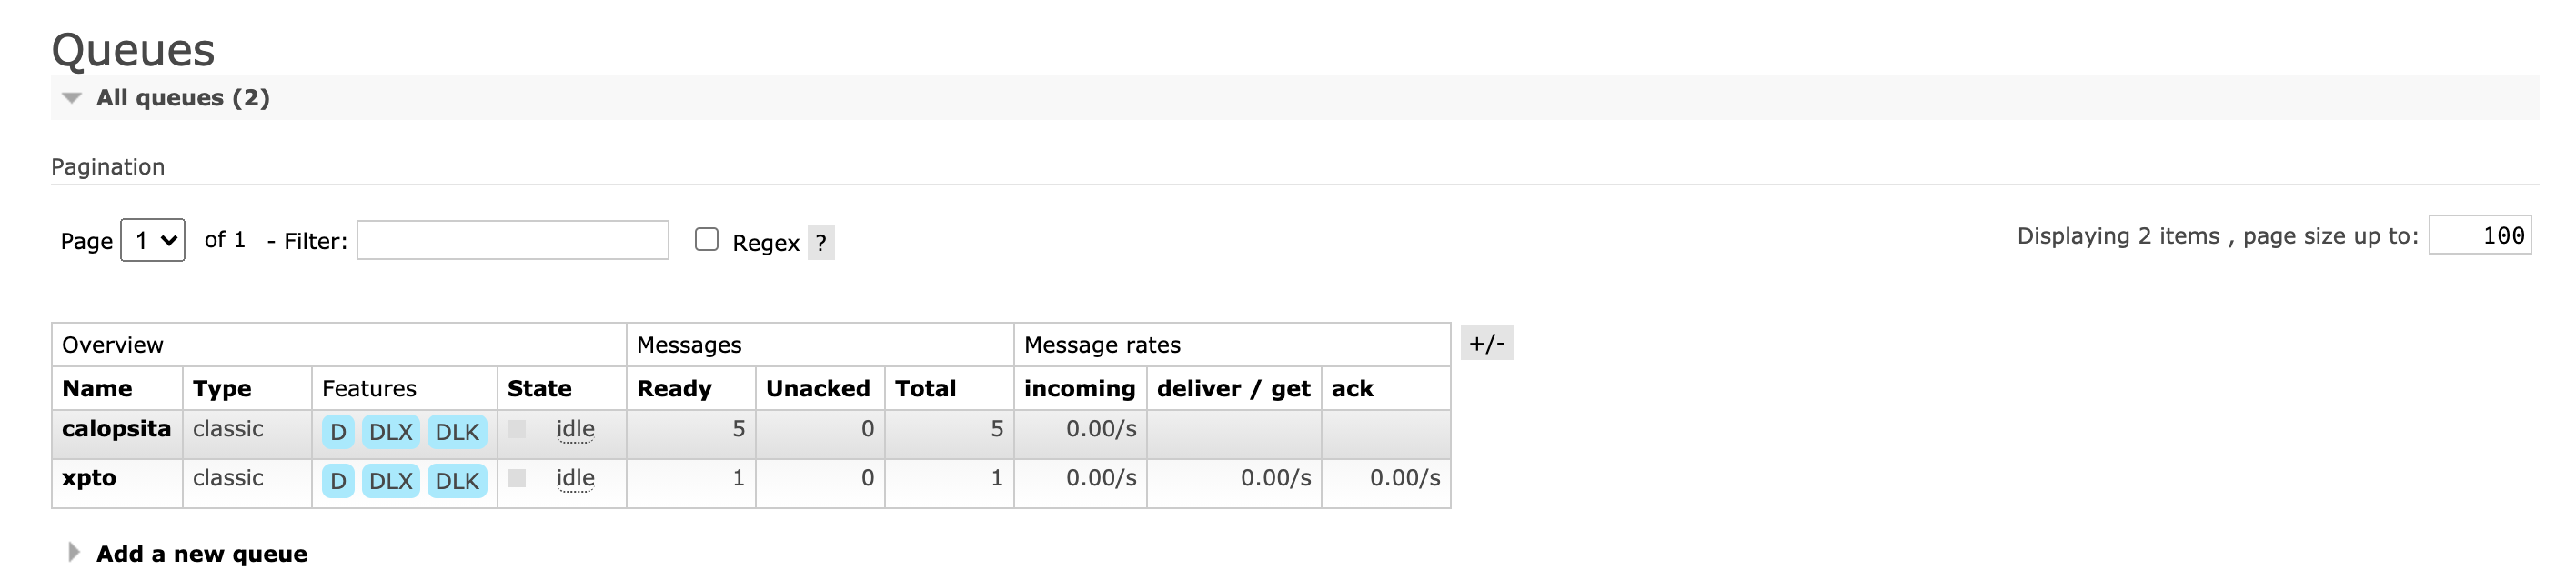 Queues
All queues (2)
Pagination
Page 1 of 1 - Filter: Regex ? Displaying 2 items , page size up to: 100
Overview Messages Message rates +/-
Name Type Features State Ready Unacked Total incoming deliver / get ack
calopsita classic D DLX DLK idle 5 0 5 0.00/s
xpto classic D DLX DLK idle 1 0 1 0.00/s 0.00/s 0.00/s
Add a new queue